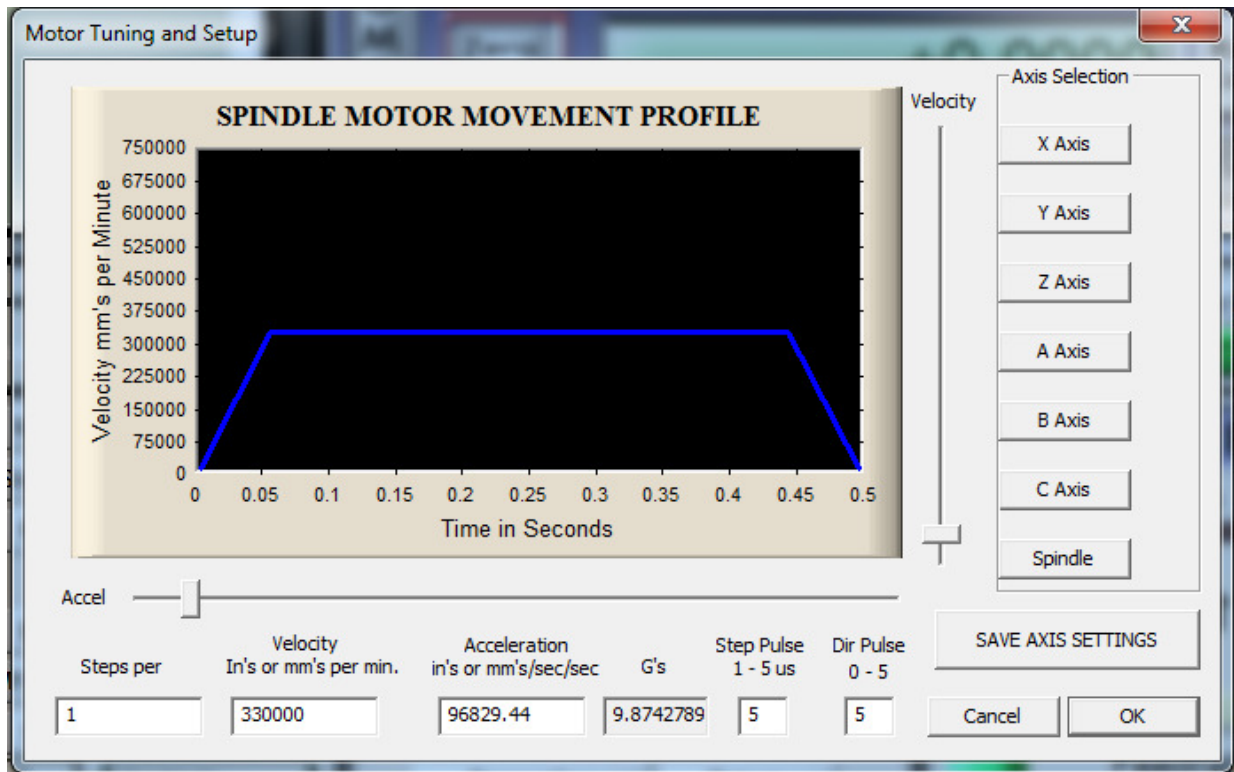 Motor Tuning and Setup
SPINDLE MOTOR MOVEMENT PROFILE
Velocity mm's per Minute
750000
675000
600000
525000
450000
375000
300000
225000
150000
75000
0
0 0.05 0.1 0.15 0.2 0.25 0.3 0.35 0.4 0.45 0.5
Time in Seconds
Velocity
Axis Selection
X Axis
Y Axis
Z Axis
A Axis
B Axis
C Axis
Spindle
Accel
Steps per
1
Velocity
In's or mm's per min.
330000
Acceleration
in's or mm's/sec/sec
96829.44
G's
9.8742789
Step Pulse
1 - 5 us
5
Dir Pulse
0 - 5
5
SAVE AXIS SETTINGS
Cancel
OK